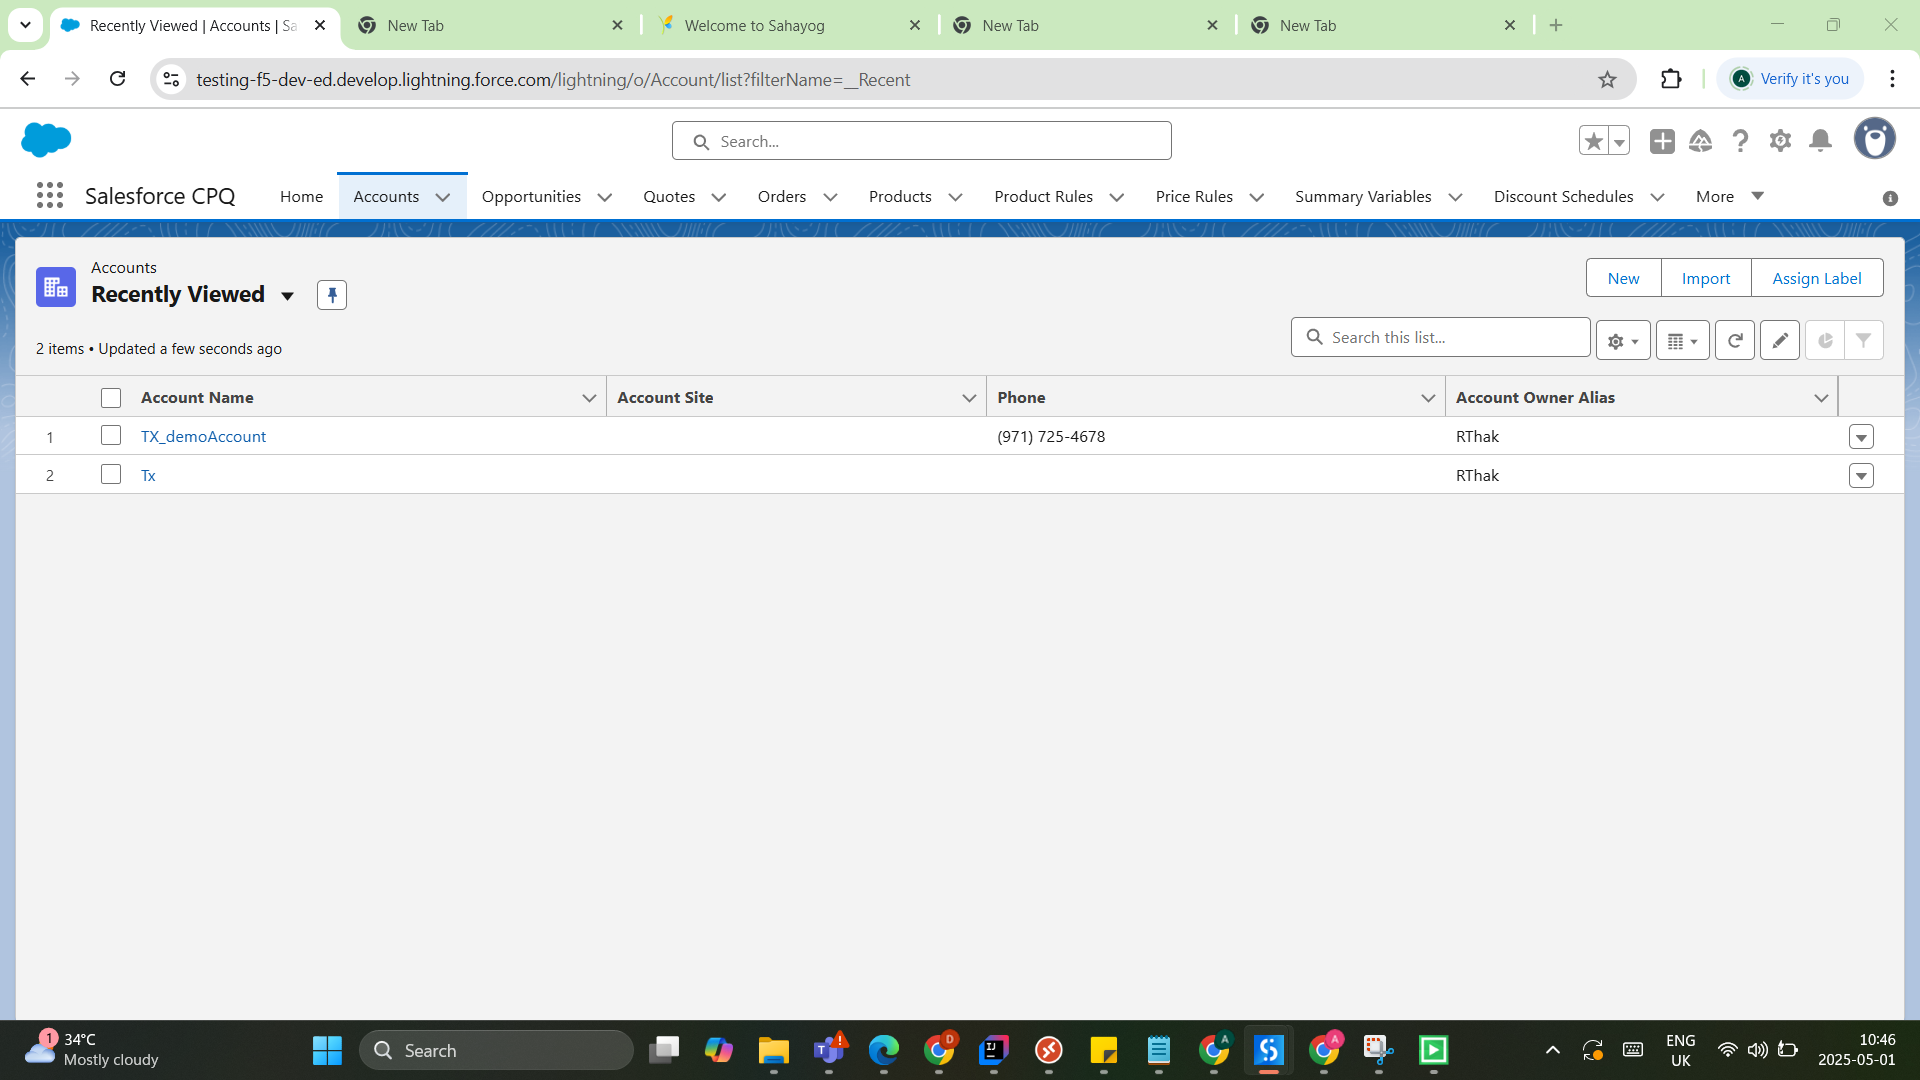 Recently Viewed | Accounts | Sa
New Tab
Welcome to Sahayog
New Tab
New Tab
testing-f5-dev-ed.develop.lightning.force.com/lightning/o/Account/list?filterName=__Recent
A
Verify it's you
Search...
Salesforce CPQ
Home
Accounts
Opportunities
Quotes
Orders
Products
Product Rules
Price Rules
Summary Variables
Discount Schedules
More
Accounts
Recently Viewed
New
Import
Assign Label
2 items • Updated a few seconds ago
Search this list...
Account Name
Account Site
Phone
Account Owner Alias
1 TX_demoAccount (971) 725-4678 RThak
2 Tx RThak
1
34°C
Mostly cloudy
Search
D
A
A
ENG
UK
10:46
2025-05-01